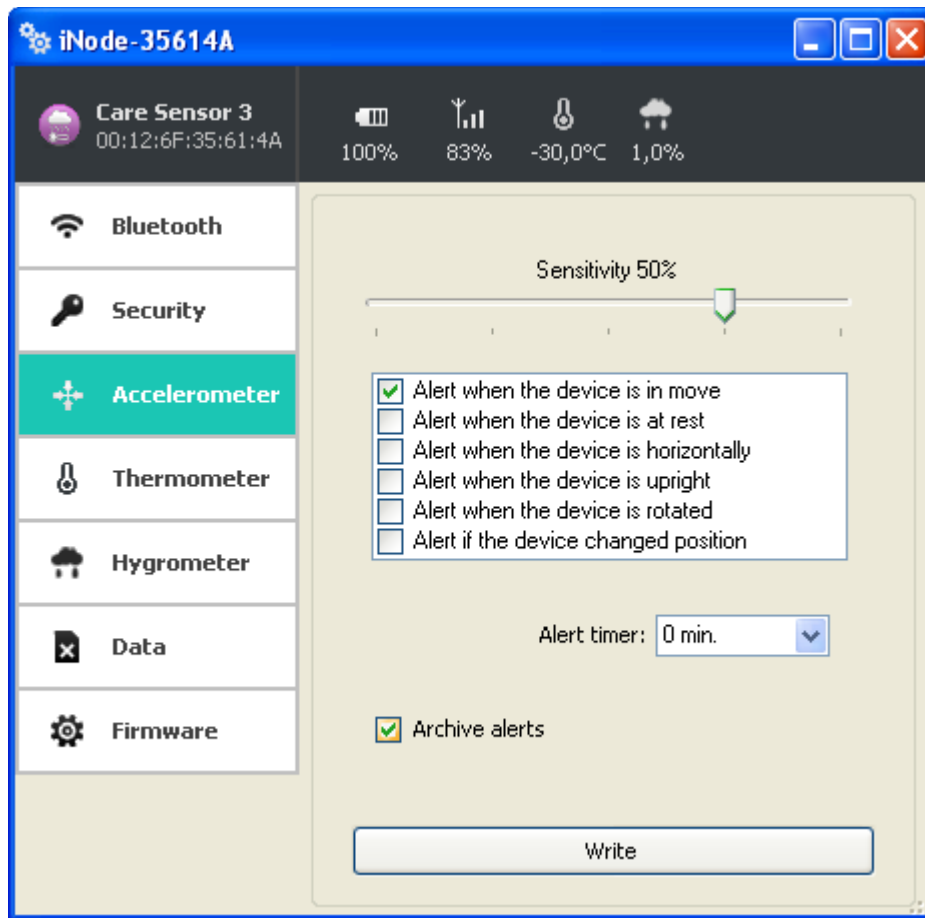 iNode-35614A
Care Sensor 3
00:12:6F:35:61:4A
100% 83% -30,0°C 1,0%
Bluetooth
Security
Accelerometer
Thermometer
Hygrometer
Data
Firmware
Sensitivity 50%
Alert when the device is in move
Alert when the device is at rest
Alert when the device is horizontally
Alert when the device is upright
Alert when the device is rotated
Alert if the device changed position
Alert timer: 0 min.
Archive alerts
Write